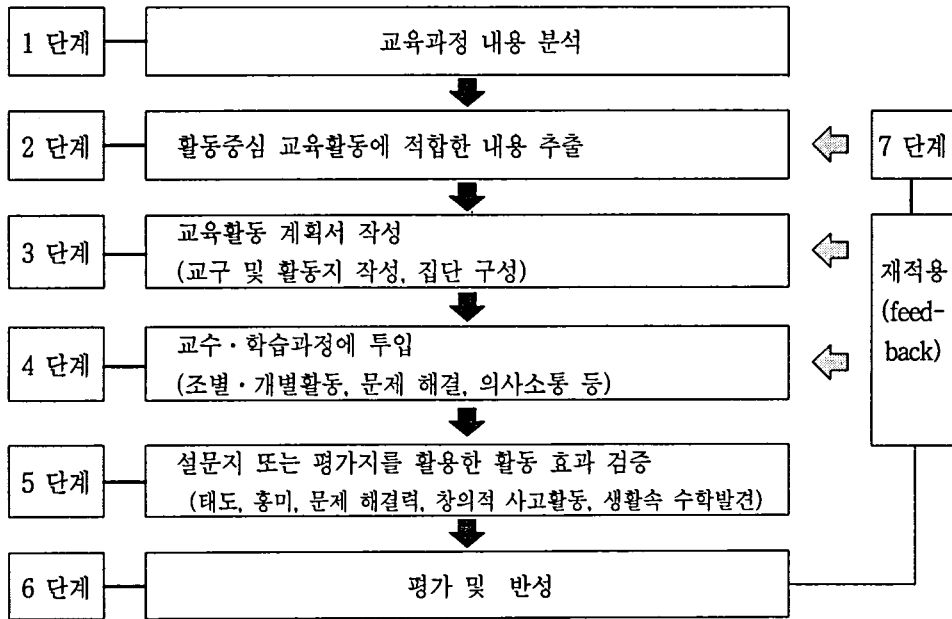 1 단계
교육과정 내용 분석
2 단계
활동중심 교육활동에 적합한 내용 추출
7 단계
3 단계
교육활동 계획서 작성
(교구 및 활동지 작성, 집단 구성)
재적용
(feed-
back)
4 단계
교수·학습과정에 투입
(조별·개별활동, 문제 해결, 의사소통 등)
5 단계
설문지 또는 평가지를 활용한 활동 효과 검증
(태도, 흥미, 문제 해결력, 창의적 사고활동, 생활속 수학발견)
6 단계
평가 및 반성